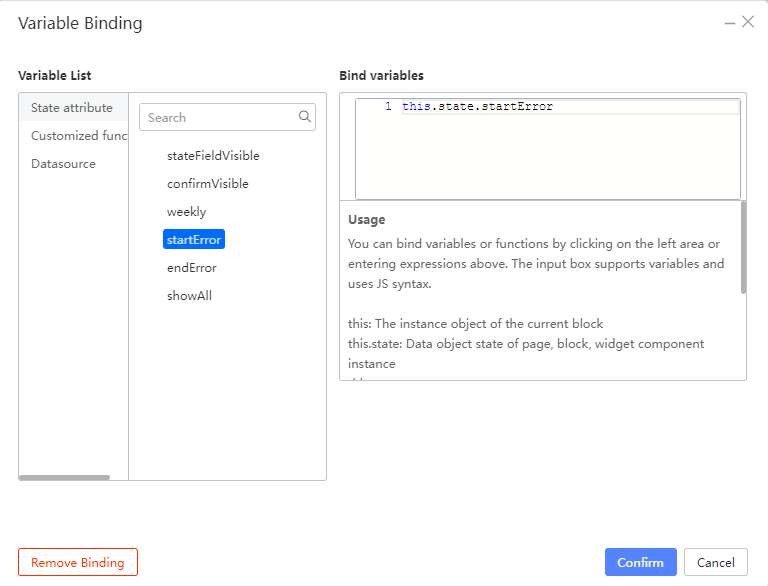 Variable Binding
Variable List
State attribute
Customized func
Datasource
Search
stateFieldVisible
confirmVisible
weekly
startError
endError
showAll
Bind variables
1 this.state.startError
Usage
You can bind variables or functions by clicking on the left area or
entering expressions above. The input box supports variables and
uses JS syntax.
this: The instance object of the current block
this.state: Data object state of page, block, widget component
instance
Remove Binding
Confirm
Cancel